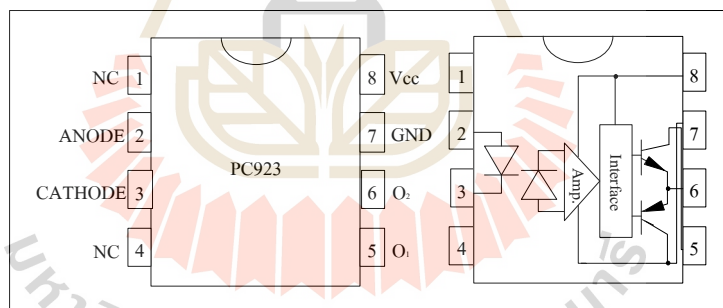 NC 1
ANODE 2
CATHODE 3
NC 4
PC923
8 Vcc
7 GND
6 O₂
5 O₁
1
2
3
4
Amp.
Interface
8
7
6
5